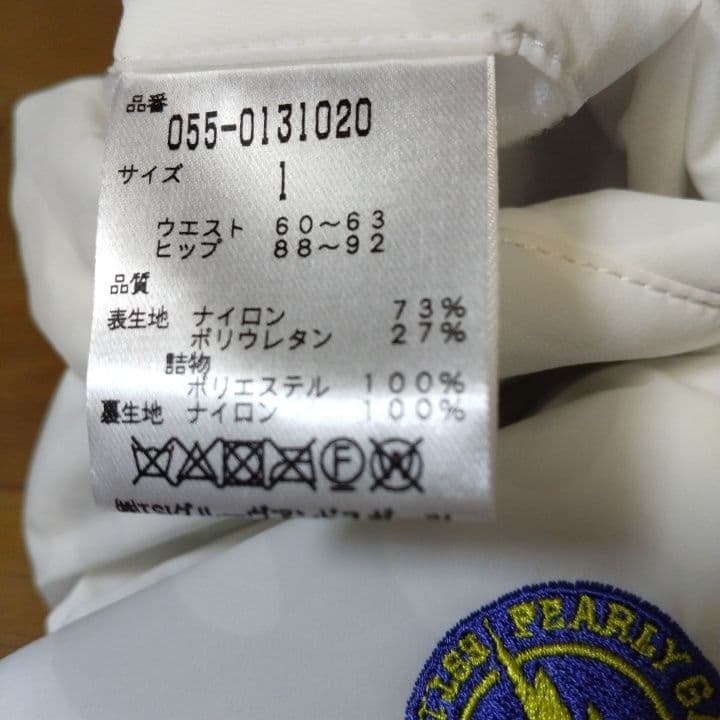 品番
055-0131020
サイズ 1
ウエスト 60〜63
ヒップ 88〜92
品質
表生地 ナイロン 73%
ポリウレタン 27%
詰物
ポリエステル 100%
裏生地 ナイロン 100%
F W
PEARLY